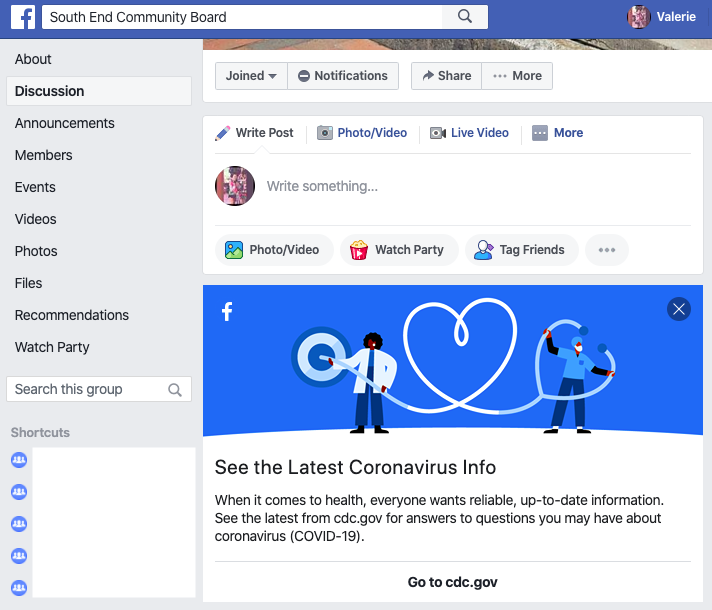 South End Community Board
Valerie
About
Discussion
Announcements
Members
Events
Videos
Photos
Files
Recommendations
Watch Party
Search this group
Shortcuts
Joined
Notifications
Share
More
Write Post
Photo/Video
Live Video
More
Write something...
Photo/Video
Watch Party
Tag Friends
See the Latest Coronavirus Info
When it comes to health, everyone wants reliable, up-to-date information.
See the latest from cdc.gov for answers to questions you may have about
coronavirus (COVID-19).
Go to cdc.gov